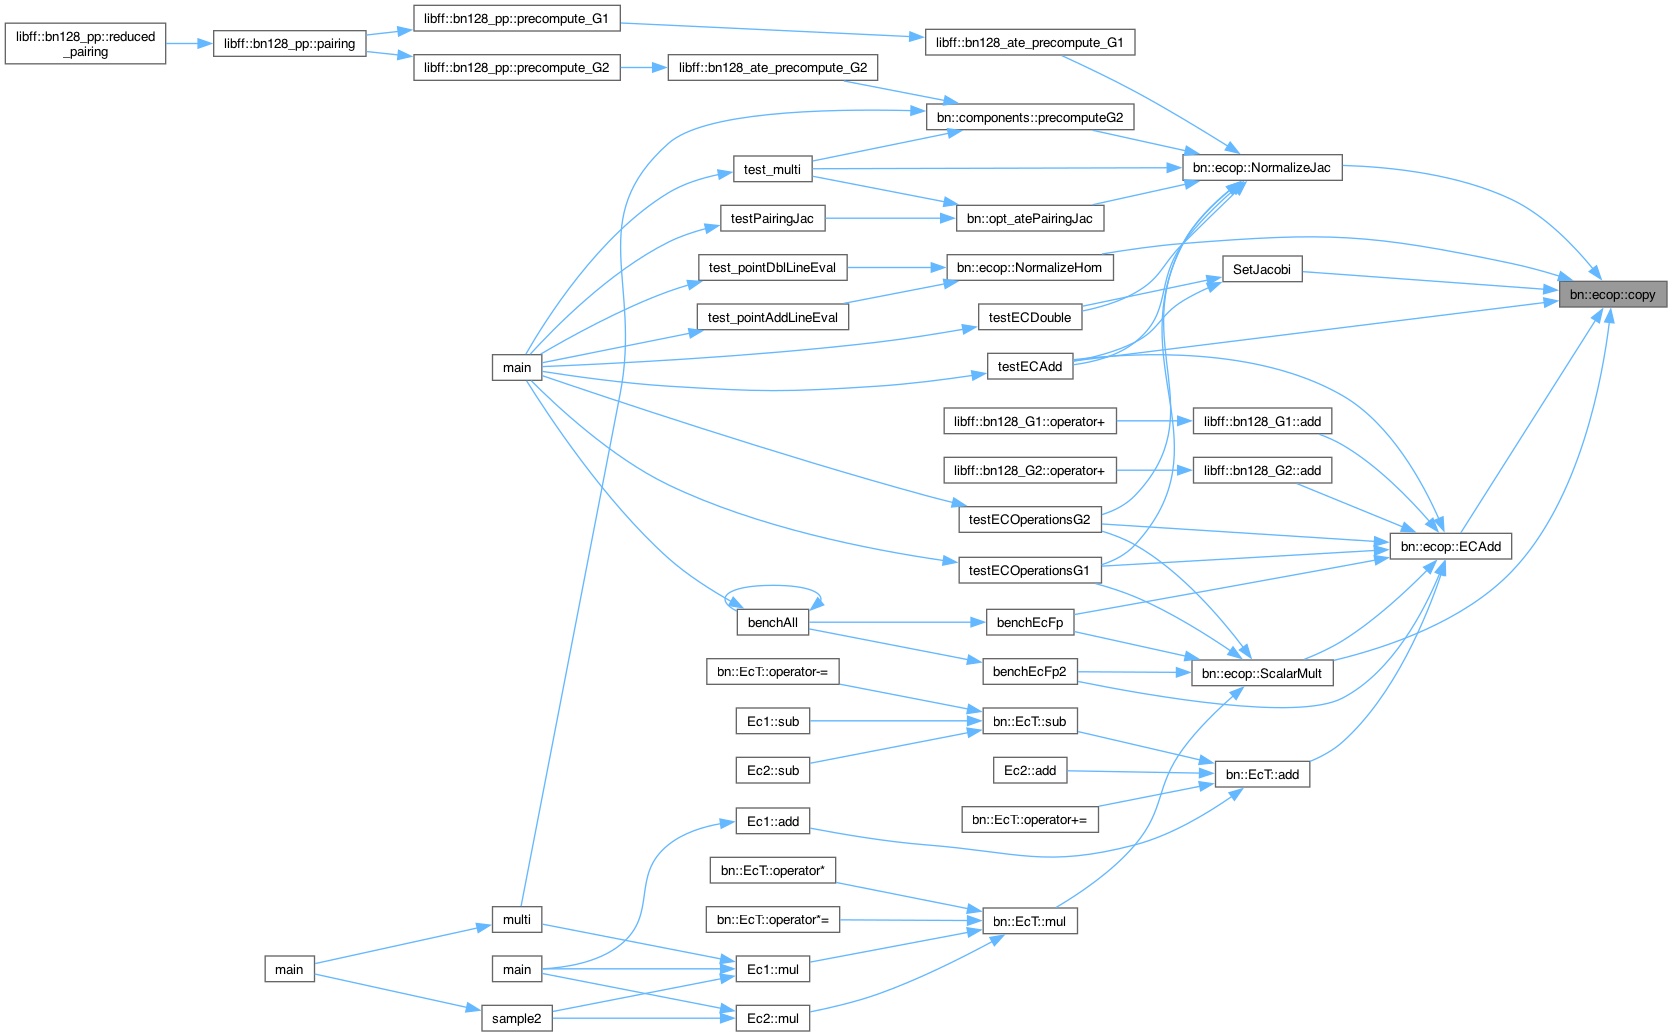 libff::bn128_pp::reduced
_pairing
libff::bn128_pp::pairing
libff::bn128_pp::precompute_G1
libff::bn128_pp::precompute_G2
libff::bn128_ate_precompute_G1
libff::bn128_ate_precompute_G2
bn::components::precomputeG2
test_multi
bn::ecop::NormalizeJac
testPairingJac
bn::opt_atePairingJac
test_pointDblLineEval
bn::ecop::NormalizeHom
SetJacobi
bn::ecop::copy
test_pointAddLineEval
testECDouble
main
testECAdd
libff::bn128_G1::operator+
libff::bn128_G1::add
libff::bn128_G2::operator+
libff::bn128_G2::add
testECOperationsG2
bn::ecop::ECAdd
testECOperationsG1
benchAll
benchEcFp
bn::EcT::operator-=
benchEcFp2
bn::ecop::ScalarMult
Ec1::sub
bn::EcT::sub
Ec2::sub
Ec2::add
bn::EcT::add
Ec1::add
bn::EcT::operator+=
bn::EcT::operator*
bn::EcT::operator*=
bn::EcT::mul
multi
main
main
Ec1::mul
sample2
Ec2::mul